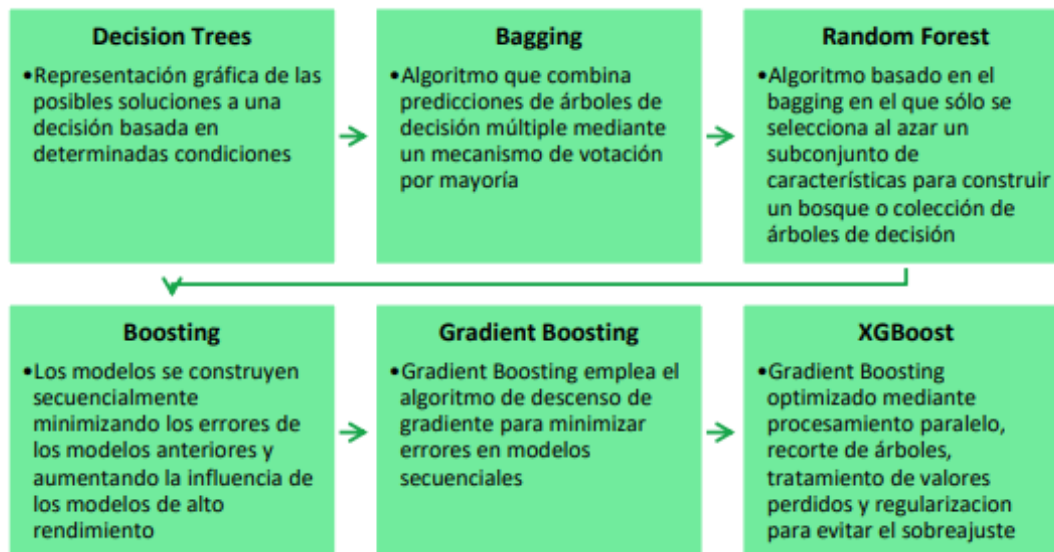 Decision Trees
•Representación gráfica de las
posibles soluciones a una
decisión basada en
determinadas condiciones
Bagging
•Algoritmo que combina
predicciones de árboles de
decisión múltiple mediante
un mecanismo de votación
por mayoría
Random Forest
•Algoritmo basado en el
bagging en el que sólo se
selecciona al azar un
subconjunto de
características para construir
un bosque o colección de
árboles de decisión
Boosting
•Los modelos se construyen
secuencialmente
minimizando los errores de
los modelos anteriores y
aumentando la influencia de
los modelos de alto
rendimiento
Gradient Boosting
•Gradient Boosting emplea el
algoritmo de descenso de
gradiente para minimizar
errores en modelos
secuenciales
XGBoost
•Gradient Boosting
optimizado mediante
procesamiento paralelo,
recorte de árboles,
tratamiento de valores
perdidos y regularizacion
para evitar el sobreajuste